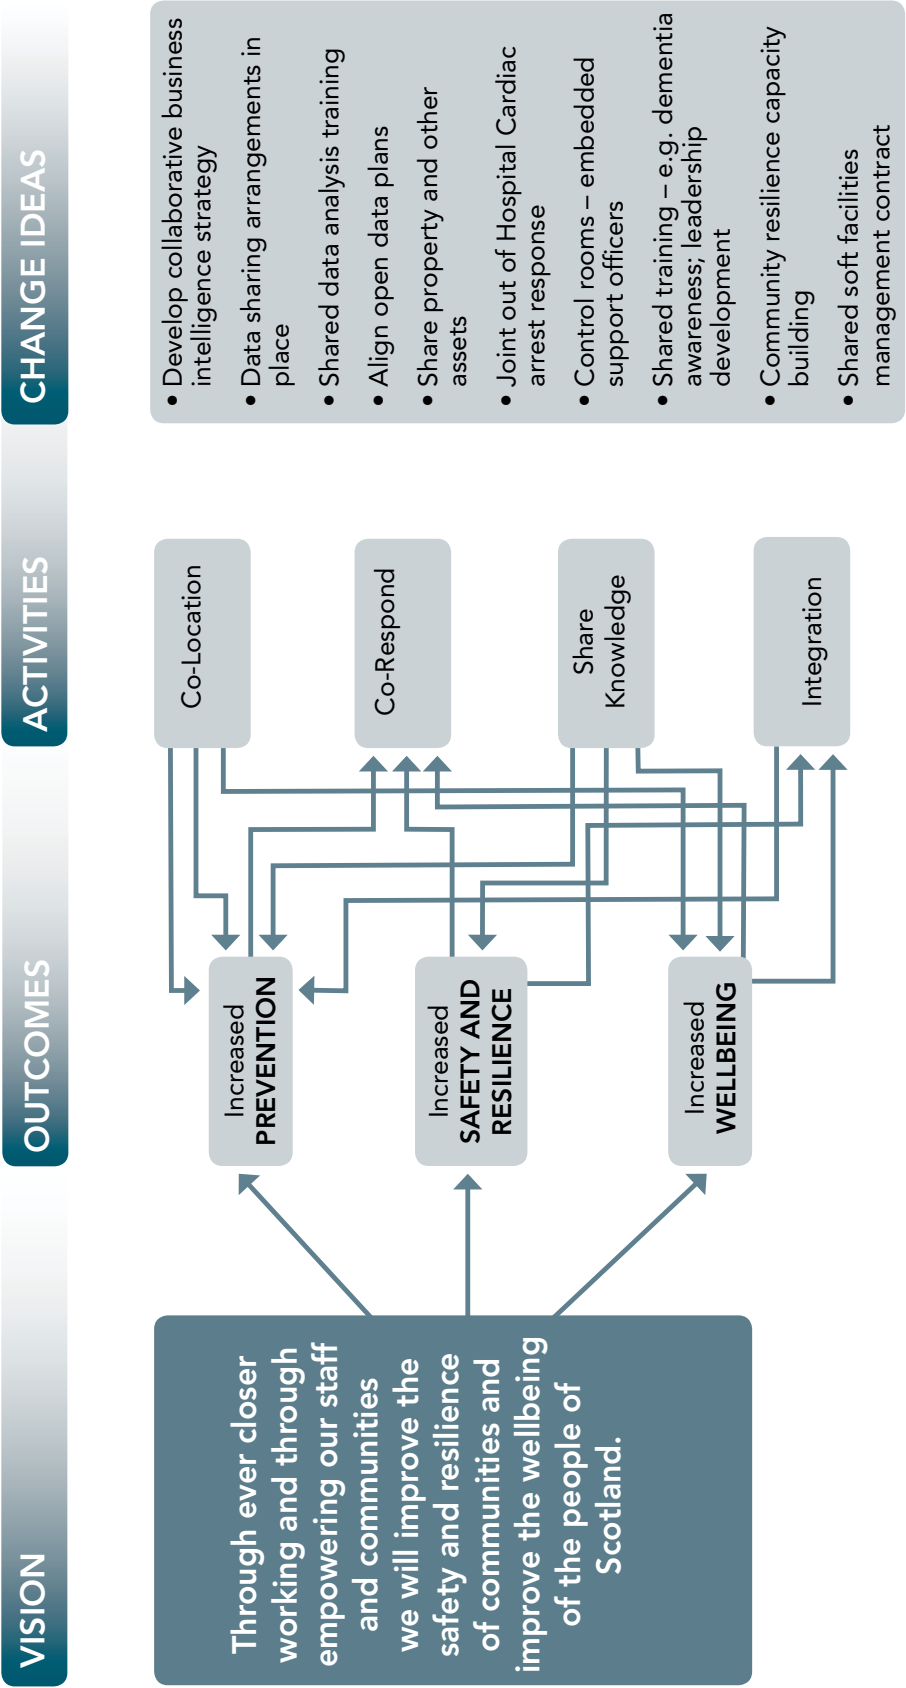 VISION
Through ever closer
working and through
empowering our staff
and communities
we will improve the
safety and resilience
of communities and
improve the wellbeing
of the people of
Scotland.
OUTCOMES
Increased
PREVENTION
Increased
SAFETY AND
RESILIENCE
Increased
WELLBEING
ACTIVITIES
Co-Location
Co-Respond
Share
Knowledge
Integration
CHANGE IDEAS
• Develop collaborative business
intelligence strategy
• Data sharing arrangements in
place
• Shared data analysis training
• Align open data plans
• Share property and other
assets
• Joint out of Hospital Cardiac
arrest response
• Control rooms – embedded
support officers
• Shared training – e.g. dementia
awareness; leadership
development
• Community resilience capacity
building
• Shared soft facilities
management contract